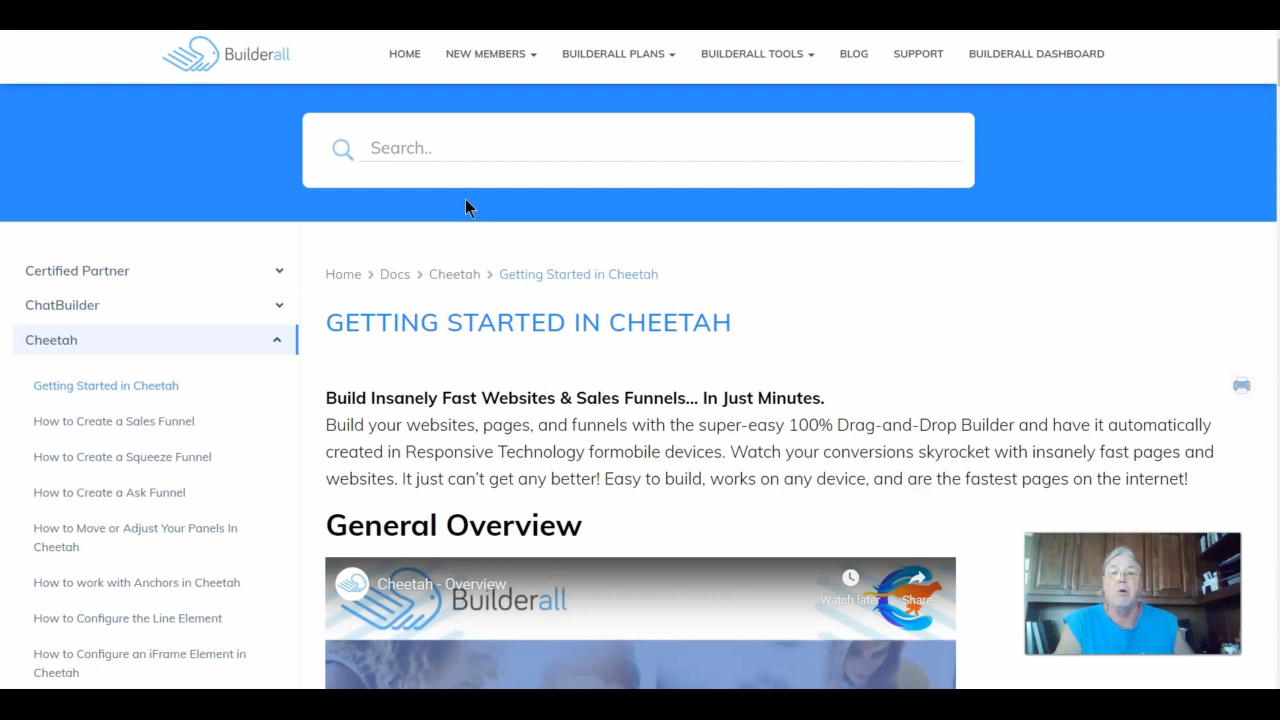 Builderall
HOME
NEW MEMBERS
BUILDERALL PLANS
BUILDERALL TOOLS
BLOG
SUPPORT
BUILDERALL DASHBOARD
Search..
Certified Partner
ChatBuilder
Cheetah
Getting Started in Cheetah
How to Create a Sales Funnel
How to Create a Squeeze Funnel
How to Create a Ask Funnel
How to Move or Adjust Your Panels In
Cheetah
How to work with Anchors in Cheetah
How to Configure the Line Element
How to Configure an iFrame Element in
Cheetah
Home > Docs > Cheetah > Getting Started in Cheetah
GETTING STARTED IN CHEETAH
Build Insanely Fast Websites & Sales Funnels... In Just Minutes.
Build your websites, pages, and funnels with the super-easy 100% Drag-and-Drop Builder and have it automatically
created in Responsive Technology formobile devices. Watch your conversions skyrocket with insanely fast pages and
websites. It just can't get any better! Easy to build, works on any device, and are the fastest pages on the internet!
General Overview
Cheetah - Overview
Watch later
Share
Builderall